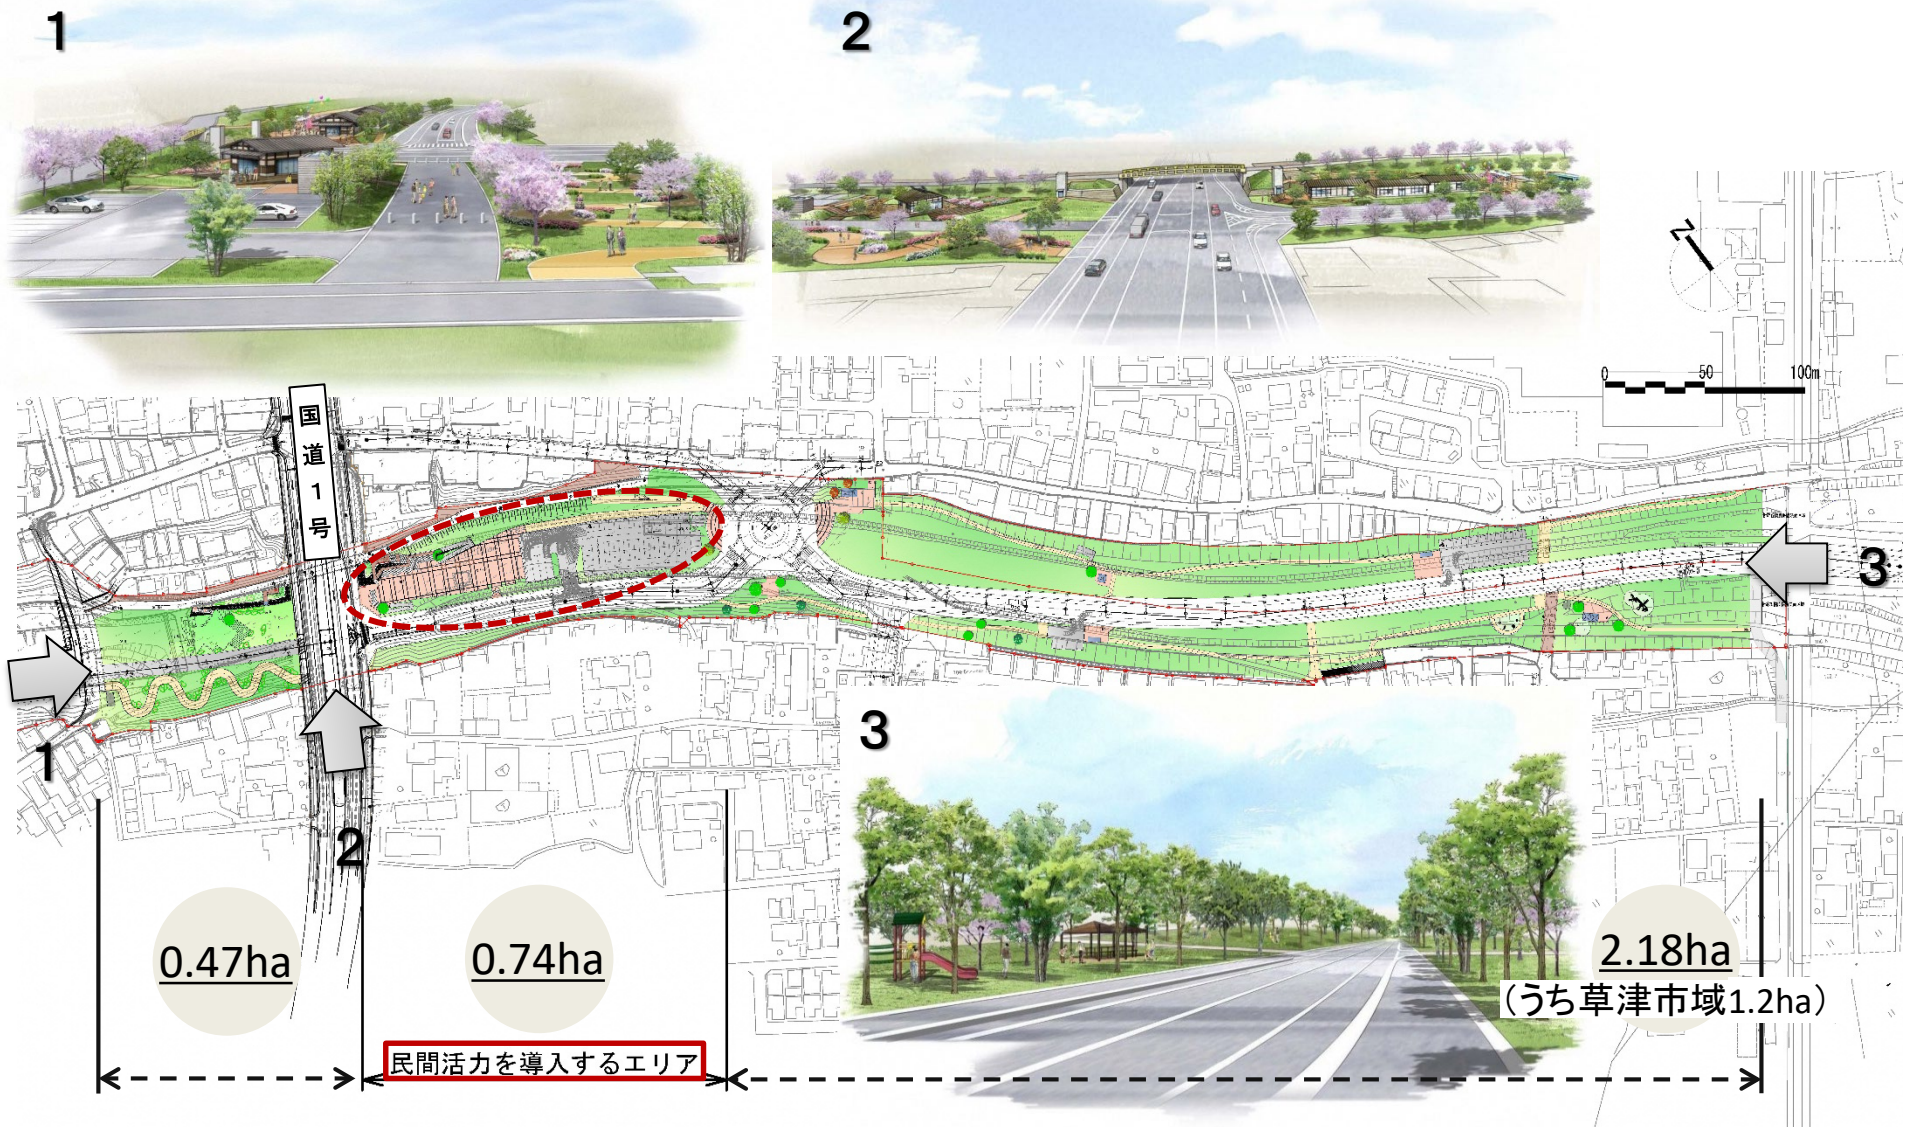 1
2
N
0 50 100m
国道1号
3
1
2
3
0.47ha
0.74ha
2.18ha
（うち草津市域1.2ha）
民間活力を導入するエリア